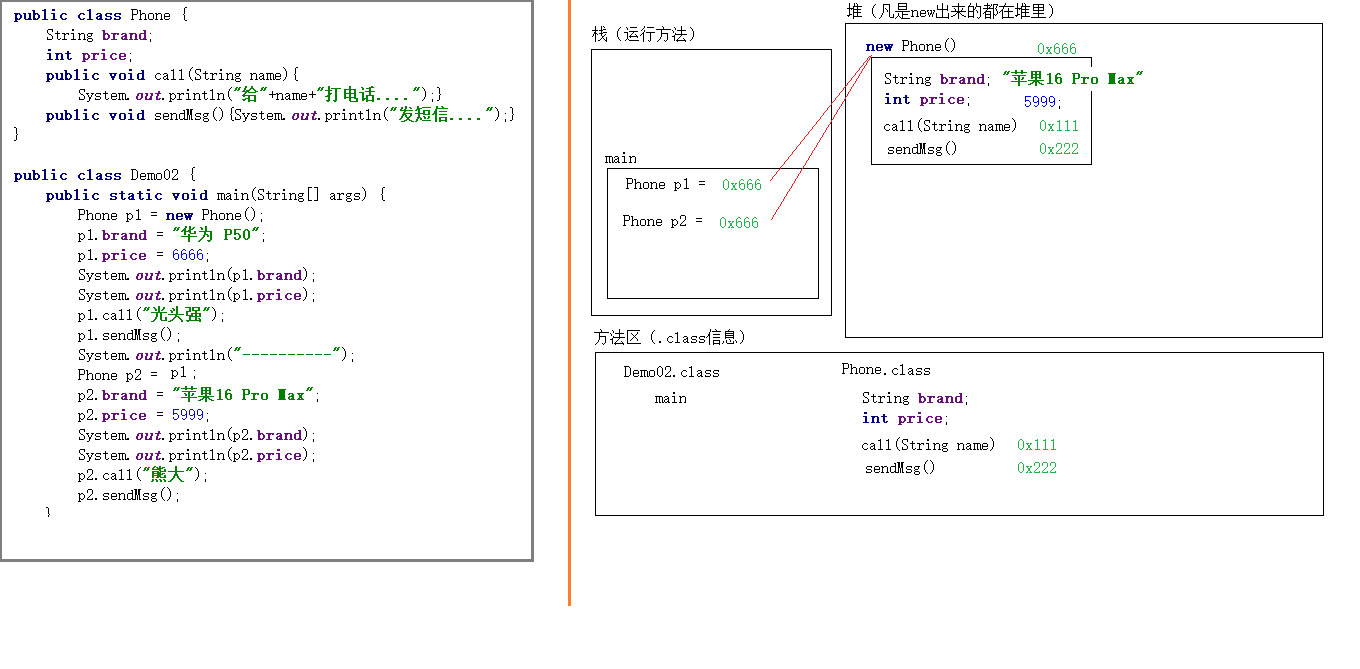 public class Phone {
    String brand;
    int price;
    public void call(String name){
        System.out.println("给"+name+"打电话....");}
    public void sendMsg(){System.out.println("发短信....");}
}
public class Demo02 {
    public static void main(String[] args) {
        Phone p1 = new Phone();
        p1.brand = "华为 P50";
        p1.price = 6666;
        System.out.println(p1.brand);
        System.out.println(p1.price);
        p1.call("光头强");
        p1.sendMsg();
        System.out.println("----------");
        Phone p2 = p1;
        p2.brand = "苹果16 Pro Max";
        p2.price = 5999;
        System.out.println(p2.brand);
        System.out.println(p2.price);
        p2.call("熊大");
        p2.sendMsg();
    }
栈（运行方法）
main
Phone p1 = 0x666
Phone p2 = 0x666
堆（凡是new出来的都在堆里）
new Phone() 0x666
String brand; "苹果16 Pro Max"
int price; 5999;
call(String name) 0x111
sendMsg() 0x222
方法区（.class信息）
Demo02.class
main
Phone.class
String brand;
int price;
call(String name) 0x111
sendMsg() 0x222